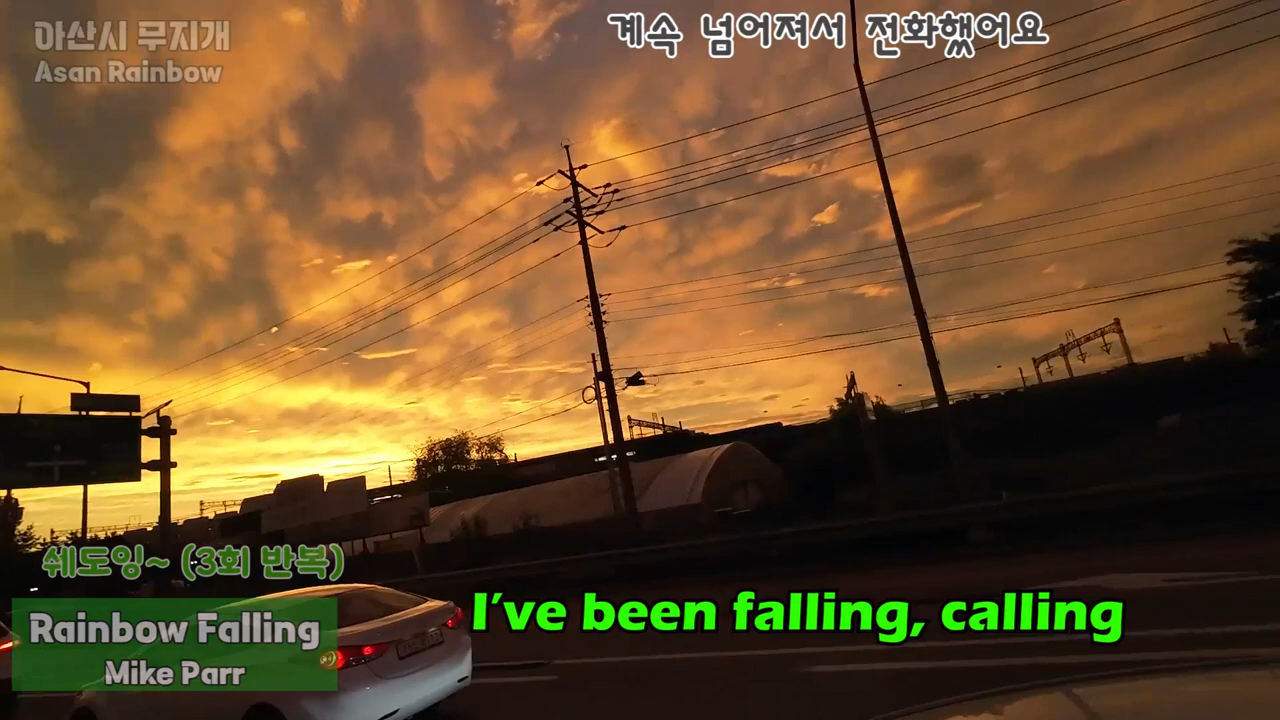 아산시 무지개
Asan Rainbow
계속 넘어져서 전화했어요
쉐도잉~ (3회 반복)
Rainbow Falling
Mike Parr
I've been falling, calling